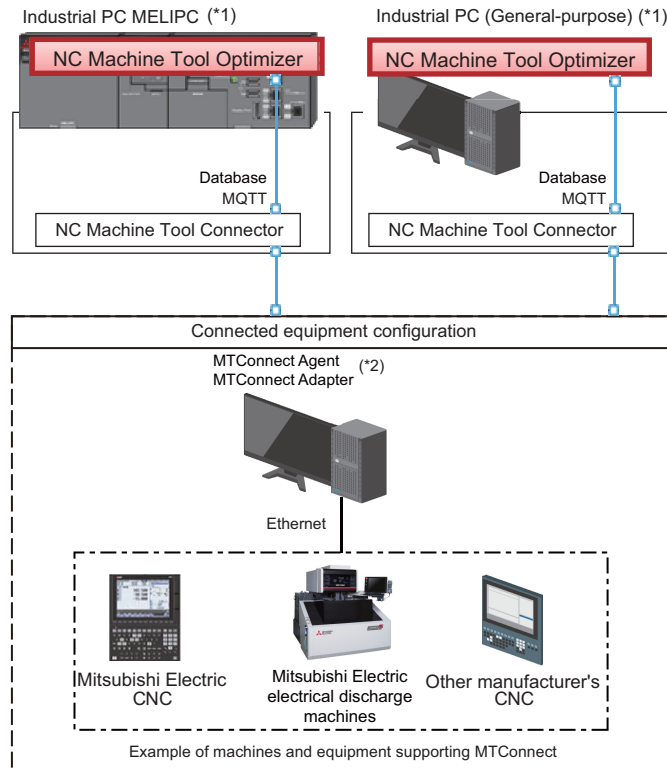 Industrial PC MELIPC (*1)
Industrial PC (General-purpose) (*1)
NC Machine Tool Optimizer
NC Machine Tool Optimizer
Database
MQTT
Database
MQTT
NC Machine Tool Connector
NC Machine Tool Connector
Connected equipment configuration
MTConnect Agent
MTConnect Adapter
(*2)
Ethernet
Mitsubishi Electric
CNC
Mitsubishi Electric
electrical discharge
machines
Other manufacturer's
CNC
Example of machines and equipment supporting MTConnect